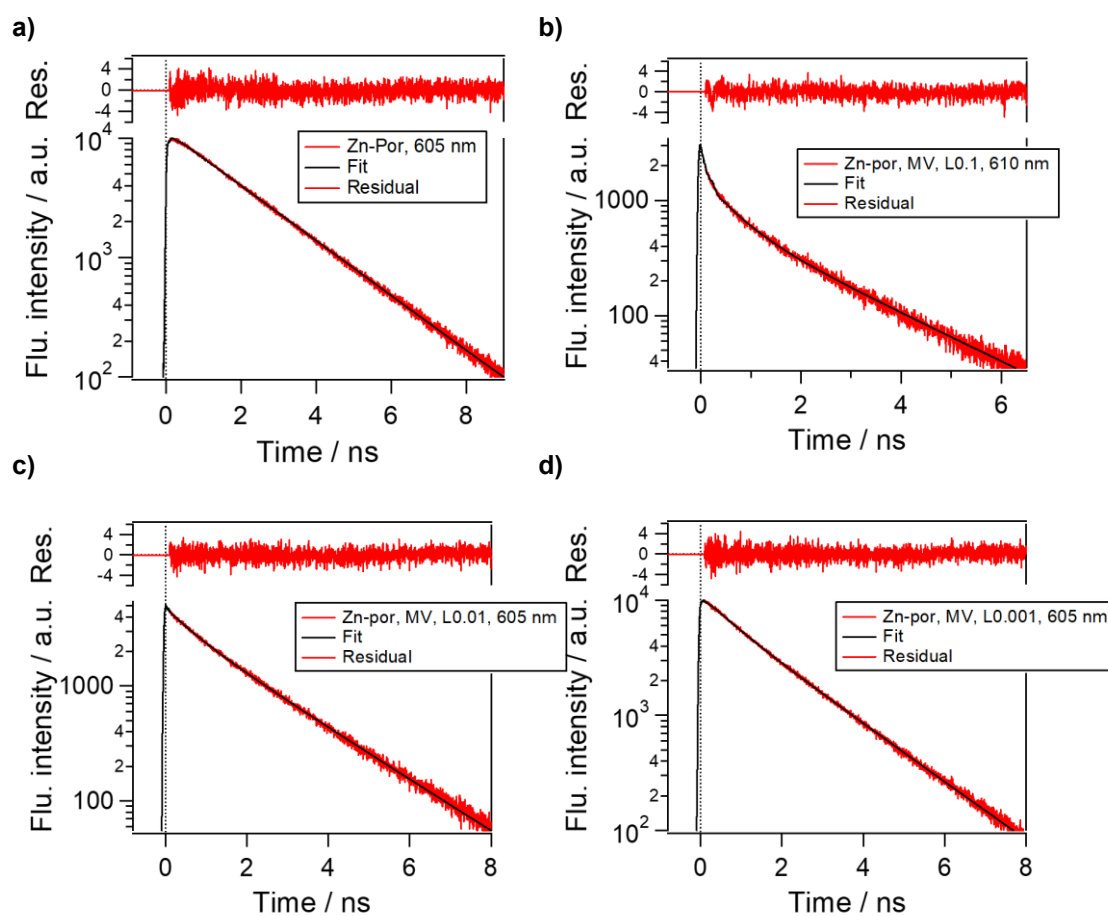 a)
Res.
4
0
-4
Flu. intensity / a.u.
10^4
4
2
10^3
4
2
10^2
Zn-Por, 605 nm
Fit
Residual
0 2 4 6 8
Time / ns
b)
Res.
4
0
-4
Flu. intensity / a.u.
2
1000
4
2
100
4
Zn-por, MV, L0.1, 610 nm
Fit
Residual
0 2 4 6
Time / ns
c)
Res.
4
0
-4
Flu. intensity / a.u.
4
2
1000
4
2
100
Zn-por, MV, L0.01, 605 nm
Fit
Residual
0 2 4 6 8
Time / ns
d)
Res.
4
0
-4
Flu. intensity / a.u.
10^4
4
2
10^3
4
2
10^2
Zn-por, MV, L0.001, 605 nm
Fit
Residual
0 2 4 6 8
Time / ns